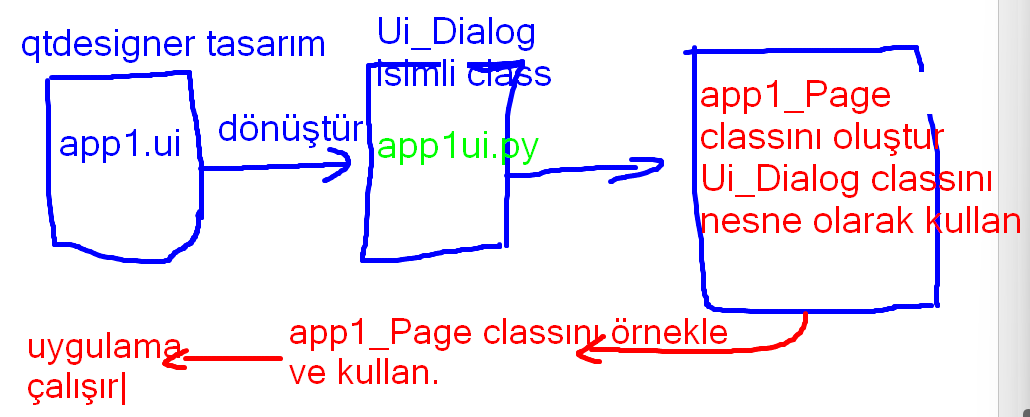 qtdesigner tasarım
Ui_Dialog
isimli class
app1.ui
dönüştür
app1ui.py
app1_Page
classını oluştur
Ui_Dialog classını
nesne olarak kullan
app1_Page classını örnekle
ve kullan.
uygulama
çalışır|